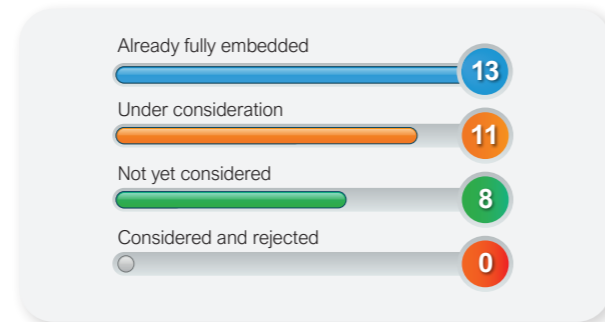 Already fully embedded
13
Under consideration
11
Not yet considered
8
Considered and rejected
0